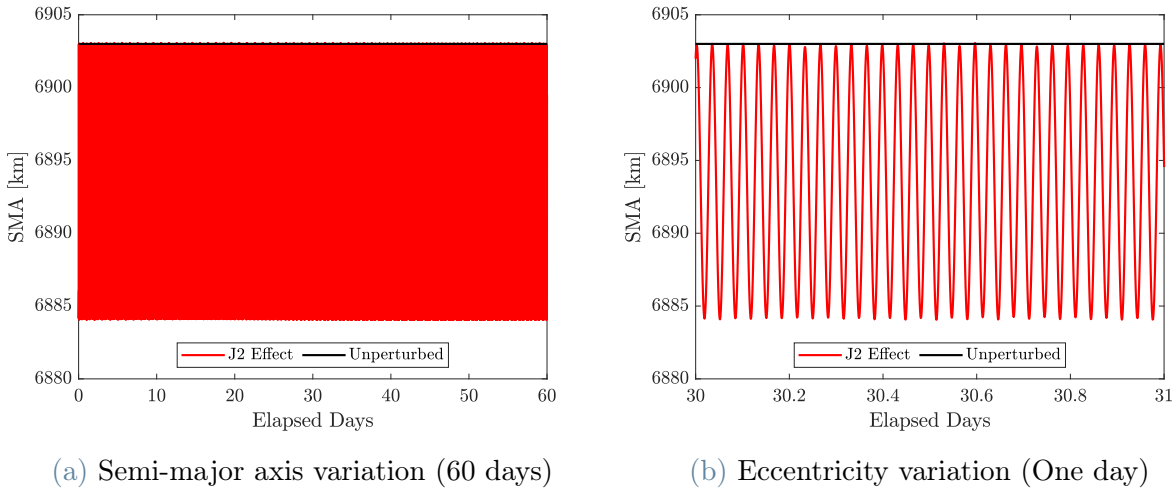 6905
6900
6895
6890
6885
6880
SMA [km]
0 10 20 30 40 50 60
Elapsed Days
J2 Effect Unperturbed
(a) Semi-major axis variation (60 days)
6905
6900
6895
6890
6885
6880
SMA [km]
30 30.2 30.4 30.6 30.8 31
Elapsed Days
J2 Effect Unperturbed
(b) Eccentricity variation (One day)